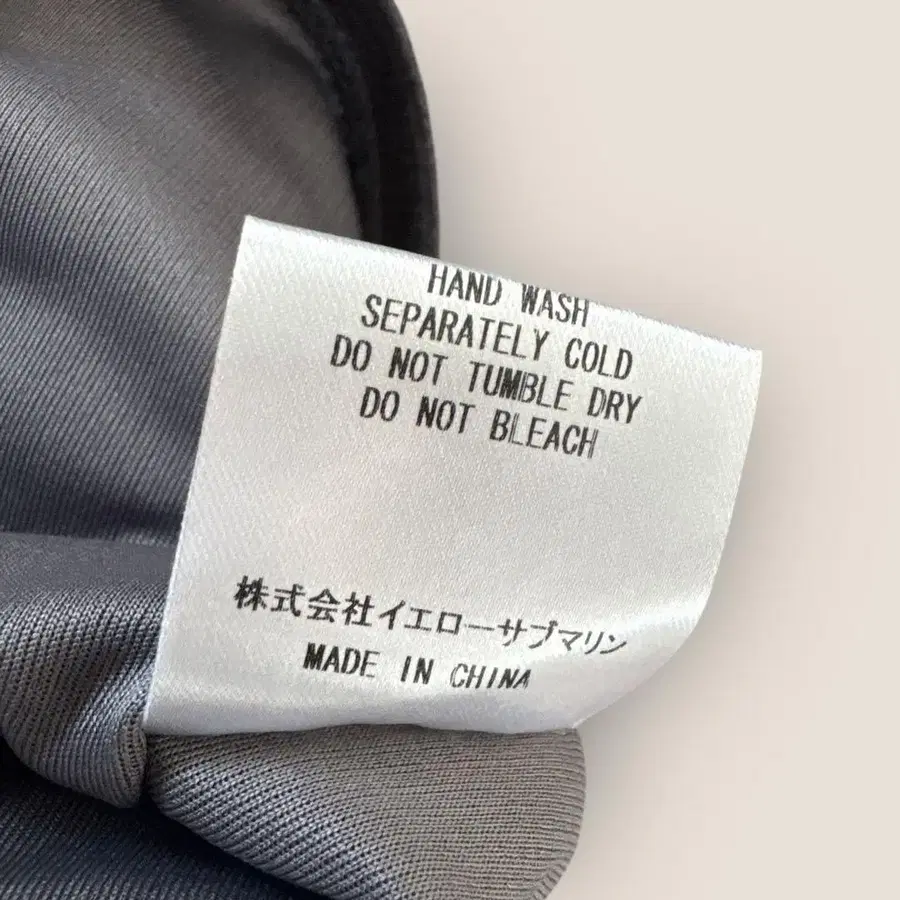 HAND WASH
SEPARATELY COLD
DO NOT TUMBLE DRY
DO NOT BLEACH
株式会社イエローサブマリン
MADE IN CHINA